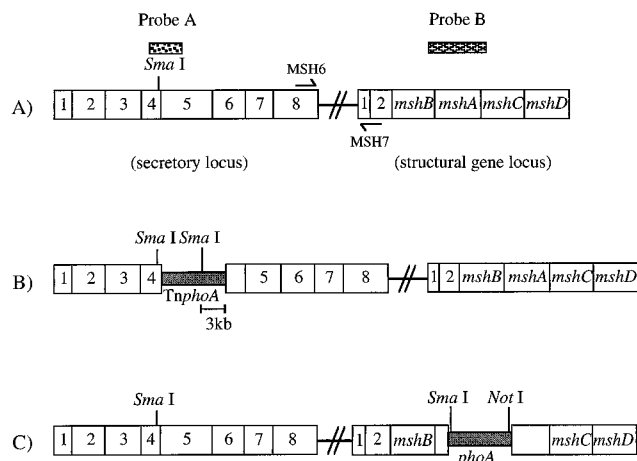 Probe A Probe B
Sma I
MSH6
A) 1 2 3 4 5 6 7 8 1 2 mshB mshA mshC mshD
MSH7
(secretory locus) (structural gene locus)
Sma I Sma I
B) 1 2 3 4 5 6 7 8 1 2 mshB mshA mshC mshD
TnphoA
3kb
Sma I Sma I Not I
C) 1 2 3 4 5 6 7 8 1 2 mshB mshC mshD
phoA